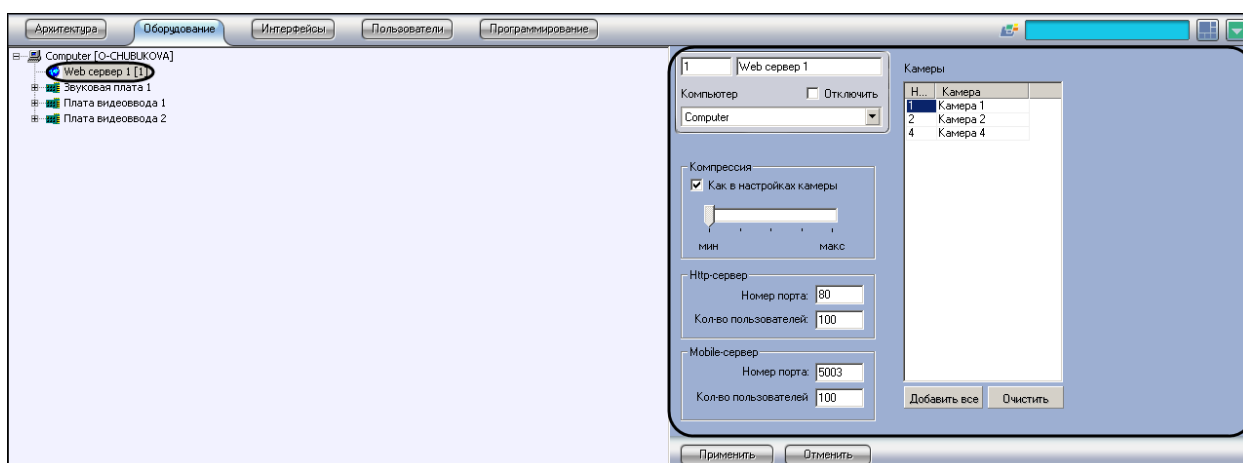 Архитектура
Оборудование
Интерфейсы
Пользователи
Программирование
Computer [O-CHUBUKOVA]
Web сервер 1 [1]
Звуковая плата 1
Плата видеоввода 1
Плата видеоввода 2
1
Web сервер 1
Компьютер
Отключить
Computer
Компрессия
Как в настройках камеры
мин
макс
Http-сервер
Номер порта: 80
Кол-во пользователей: 100
Mobile-сервер
Номер порта: 5003
Кол-во пользователей 100
Камеры
Н... Камера
1 Камера 1
2 Камера 2
4 Камера 4
Добавить все
Очистить
Применить
Отменить